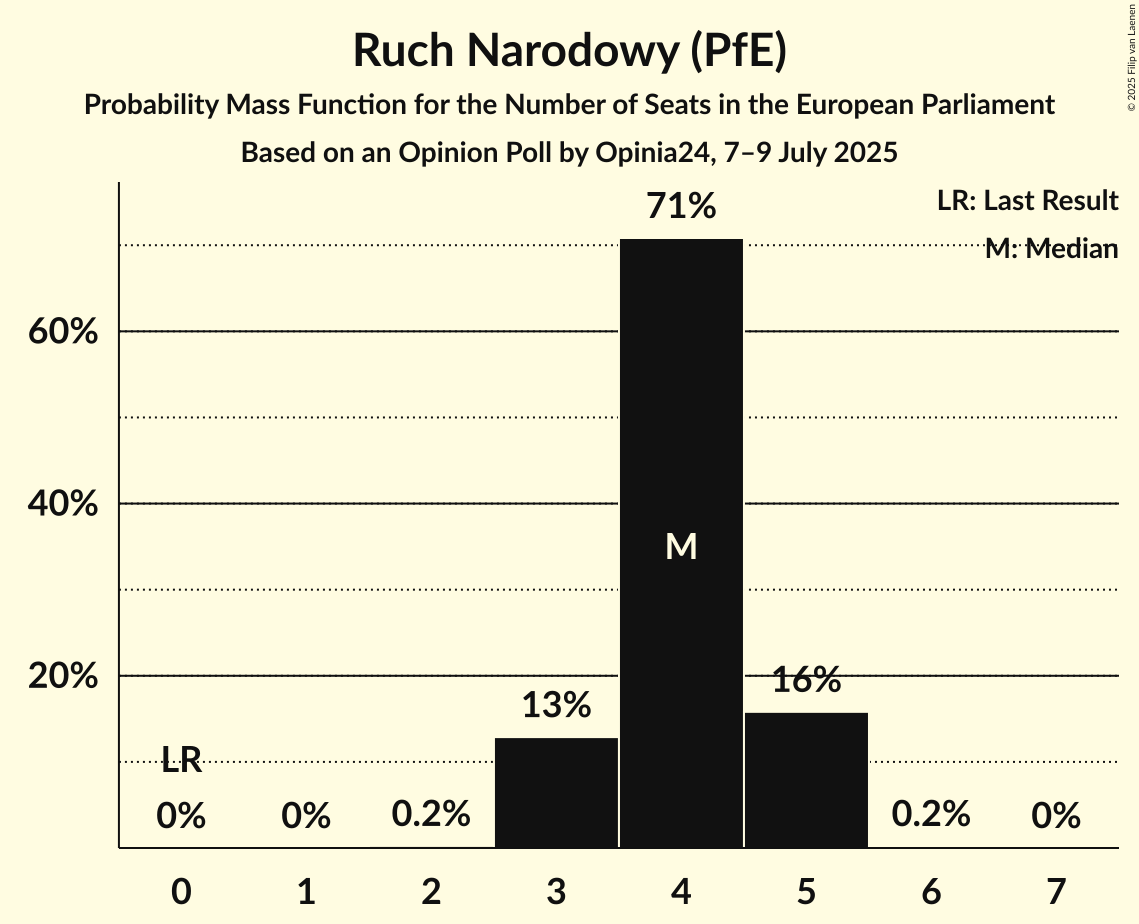 Ruch Narodowy (PfE)
Probability Mass Function for the Number of Seats in the European Parliament
Based on an Opinion Poll by Opinia24, 7–9 July 2025
© 2025 Filip van Laenen
LR: Last Result
M: Median
71%
60%
40%
20%
M
16%
13%
LR
0%
0%
0.2%
0.2%
0%
0 1 2 3 4 5 6 7